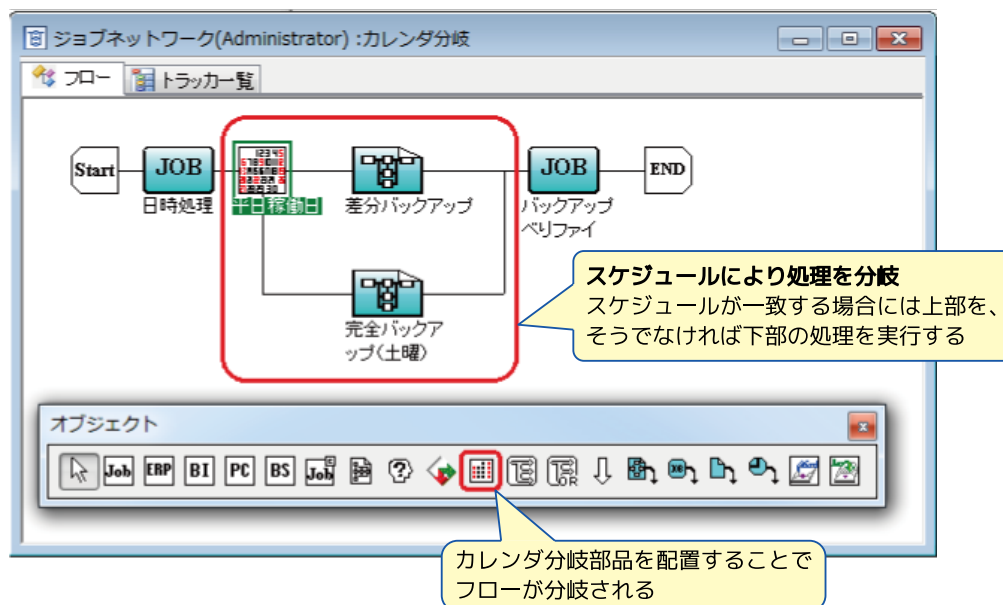 ジョブネットワーク(Administrator) :カレンダ分岐
フロー
トラッカ一覧
Start
JOB
JOB
END
日時処理
平日稼働日
差分バックアップ
バックアップ
ベリファイ
完全バックア
ップ(土曜)
スケジュールにより処理を分岐
スケジュールが一致する場合には上部を、
そうでなければ下部の処理を実行する
オブジェクト
Job
ERP
BI
PC
BS
Job
OR
カレンダ分岐部品を配置することで
フローが分岐される